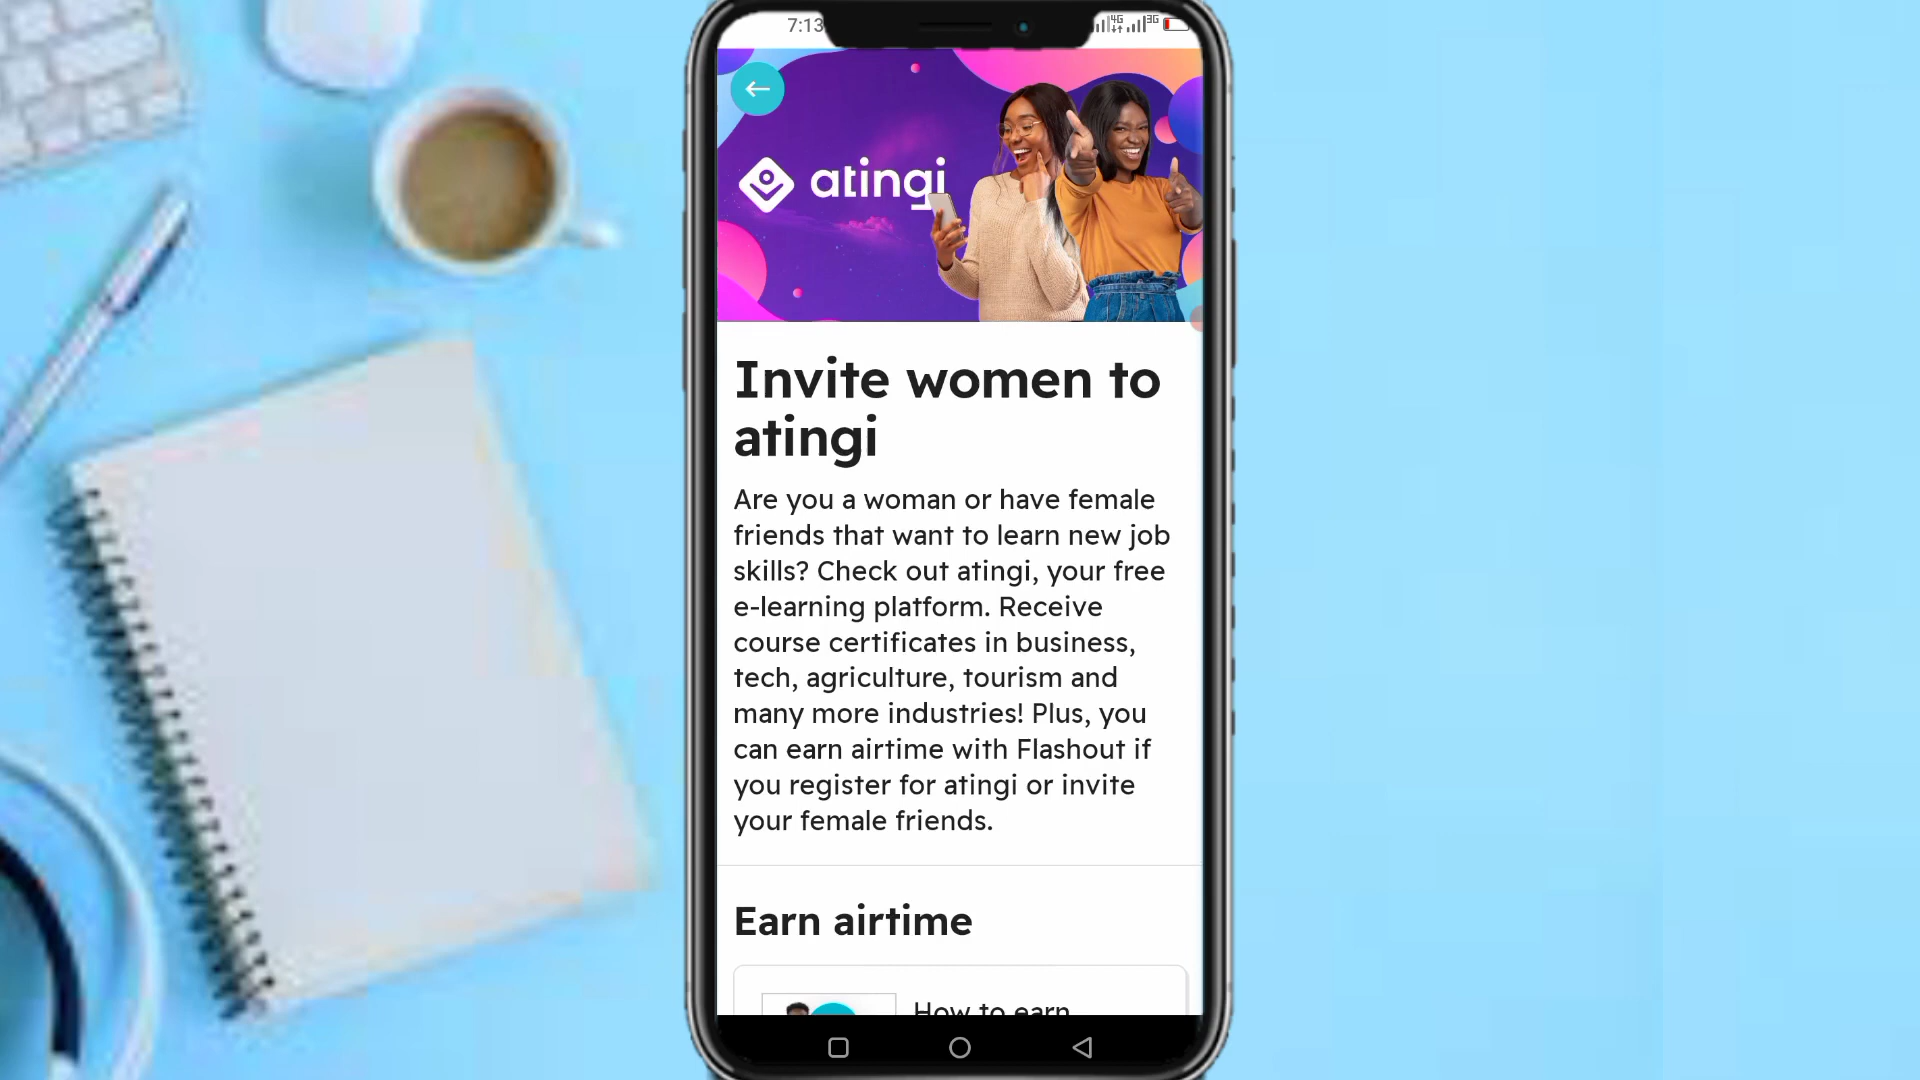 7:13
4G 3G
atingi
Invite women to
atingi
Are you a woman or have female
friends that want to learn new job
skills? Check out atingi, your free
e-learning platform. Receive
course certificates in business,
tech, agriculture, tourism and
many more industries! Plus, you
can earn airtime with Flashout if
you register for atingi or invite
your female friends.
Earn airtime
How to earn